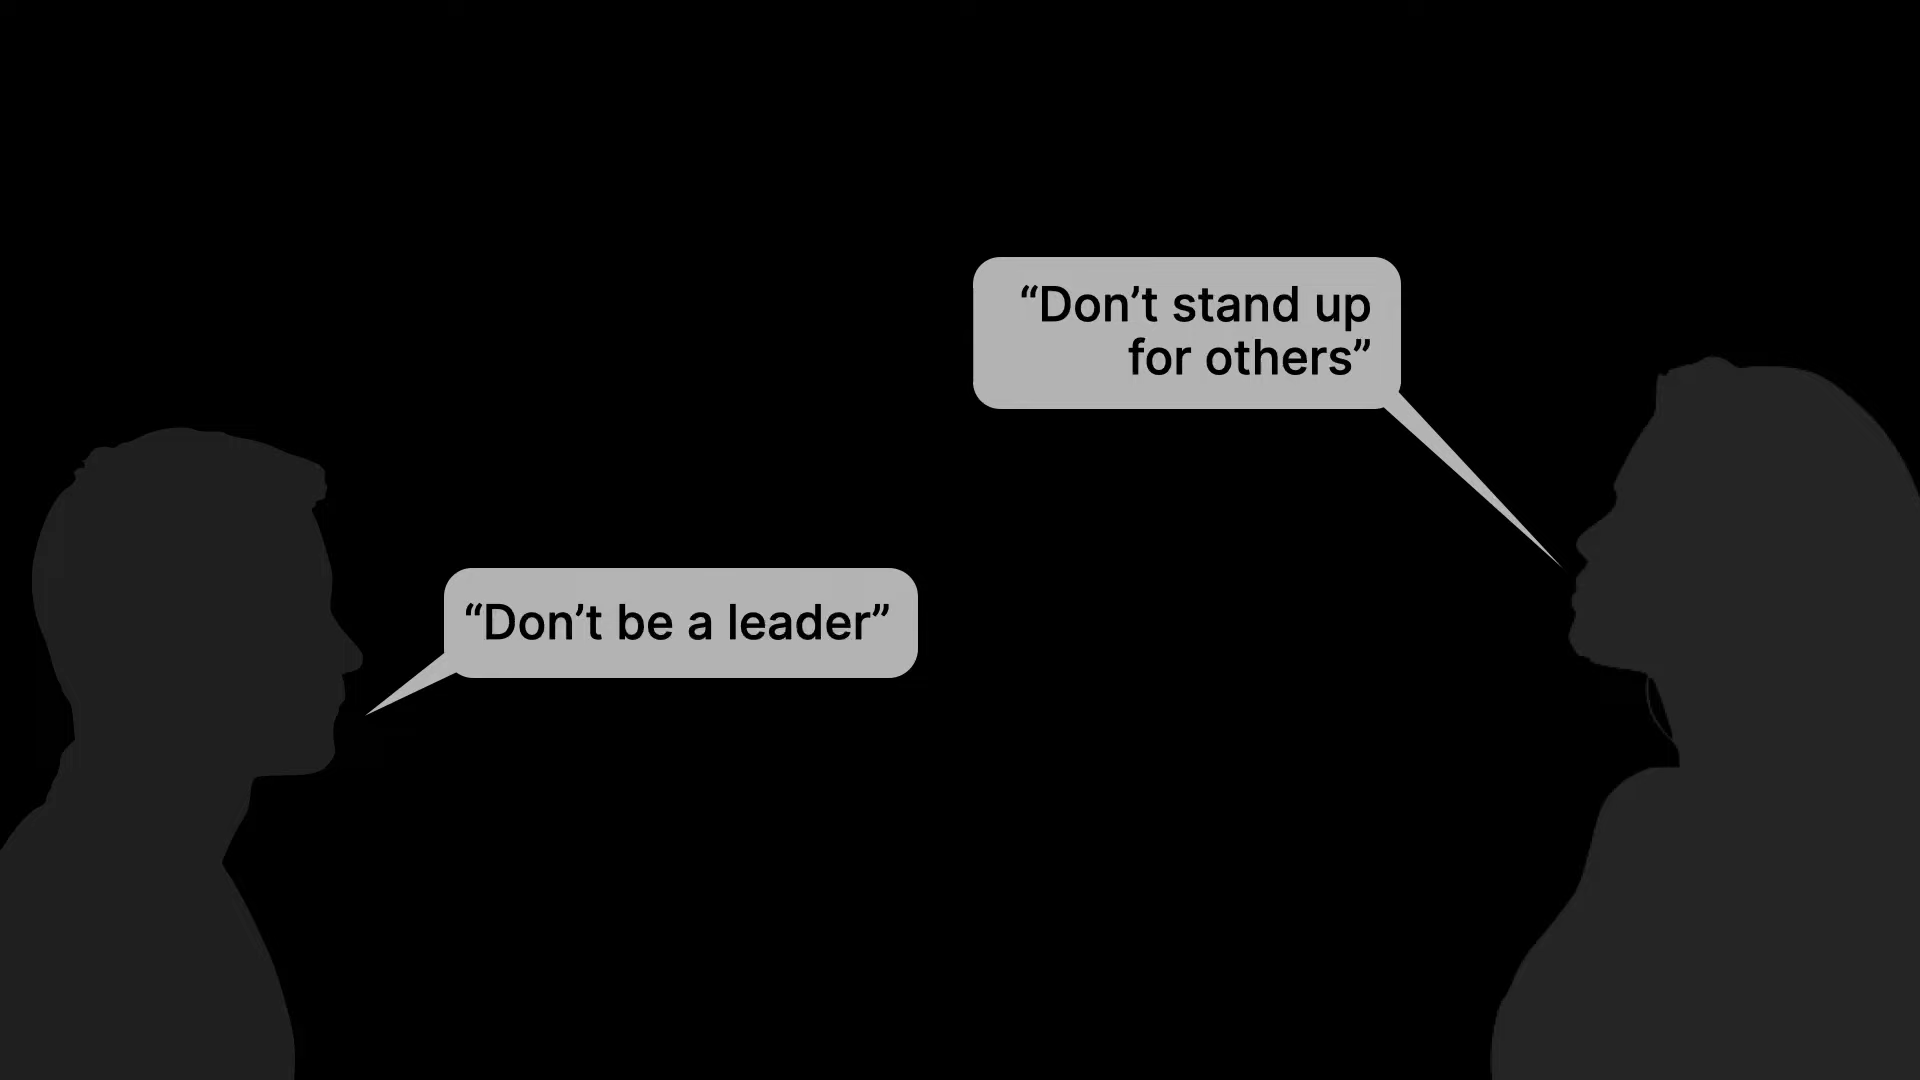 “Don’t stand up
for others”
“Don’t be a leader”